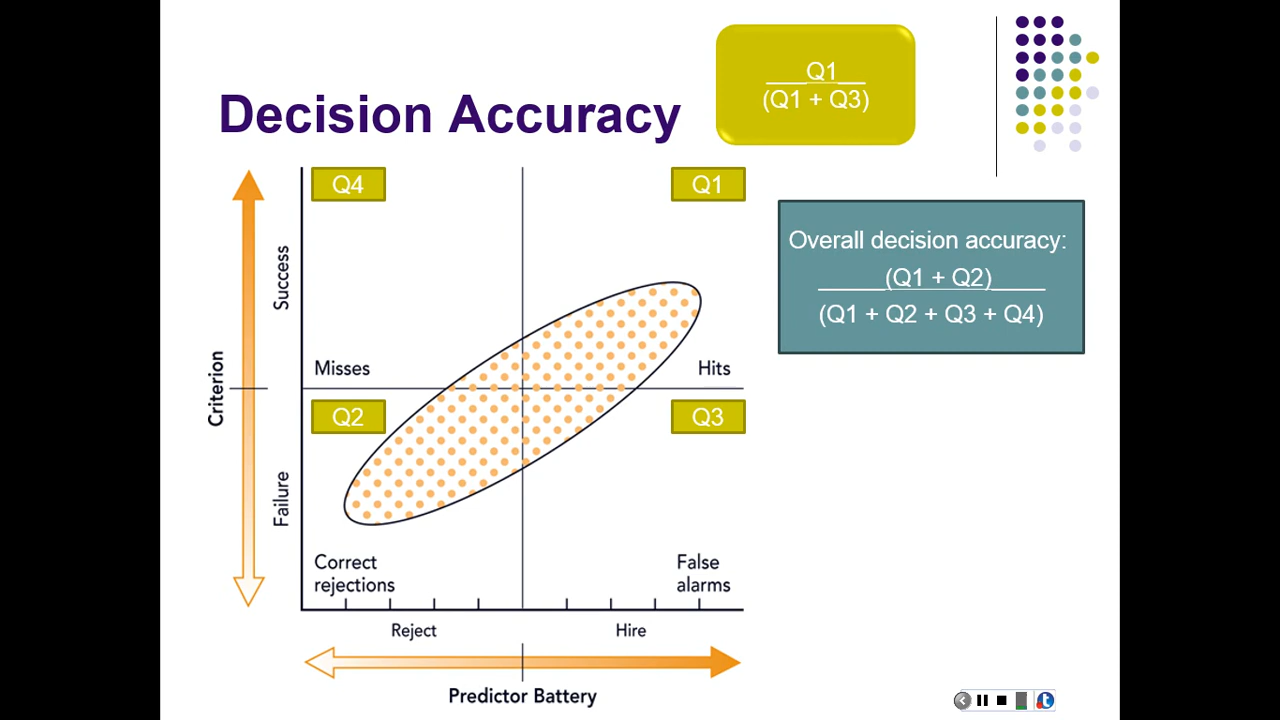 Decision Accuracy
Q1
(Q1 + Q3)
Overall decision accuracy:
(Q1 + Q2)
(Q1 + Q2 + Q3 + Q4)
Q4
Q1
Success
Misses
Hits
Criterion
Q2
Q3
Failure
Correct
rejections
False
alarms
Reject
Hire
Predictor Battery